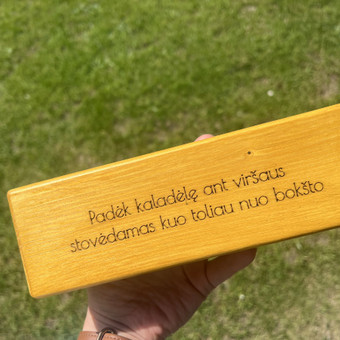 Padėk kaladėlę ant viršaus
stovėdamas kuo toliau nuo bokšto